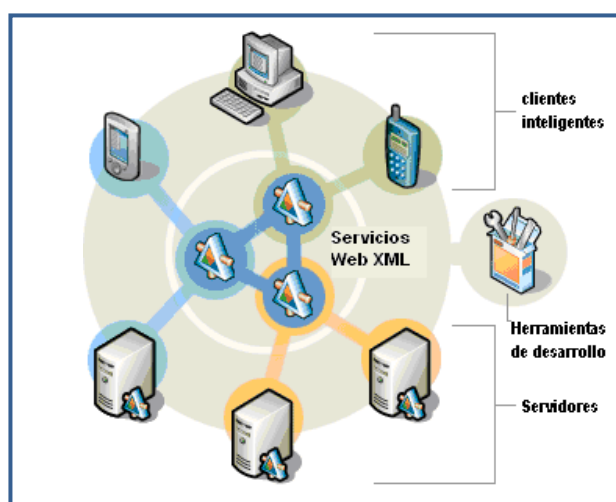 clientes
inteligentes
Servicios
Web XML
Herramientas
de desarrollo
Servidores